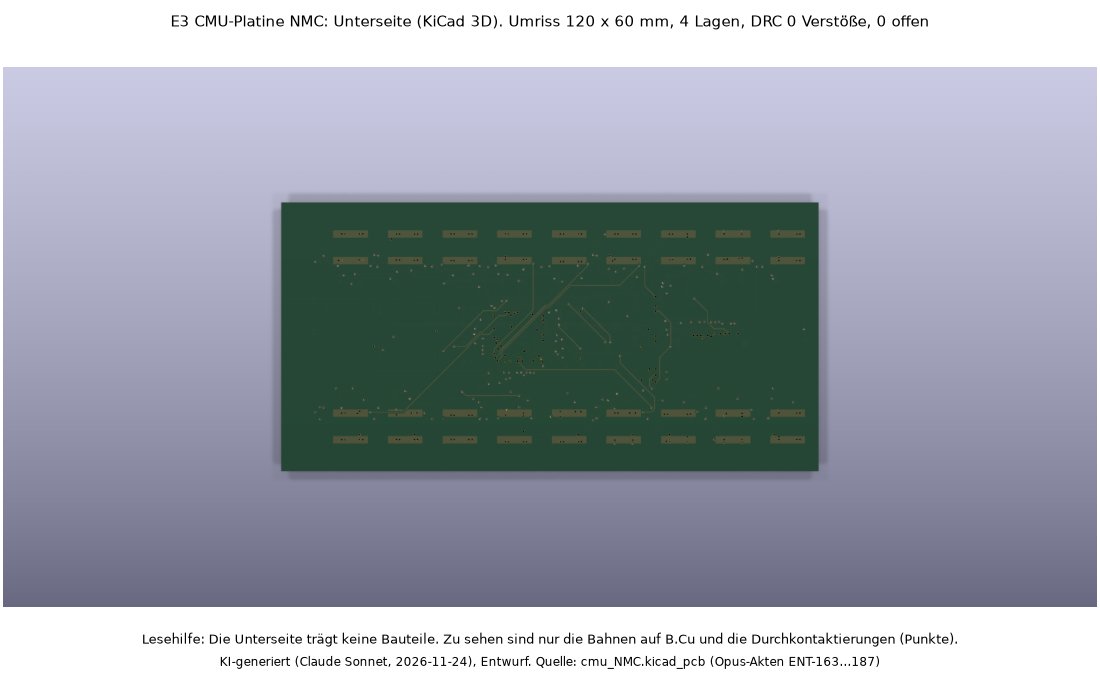 E3 CMU-Platine NMC: Unterseite (KiCad 3D). Umriss 120 x 60 mm, 4 Lagen, DRC 0 Verstöße, 0 offen
Lesehilfe: Die Unterseite trägt keine Bauteile. Zu sehen sind nur die Bahnen auf B.Cu und die Durchkontaktierungen (Punkte).
KI-generiert (Claude Sonnet, 2026-11-24), Entwurf. Quelle: cmu_NMC.kicad_pcb (Opus-Akten ENT-163...187)